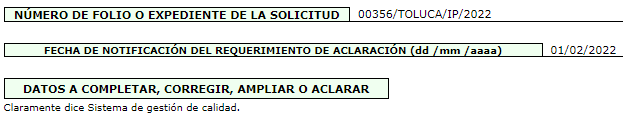 NÚMERO DE FOLIO O EXPEDIENTE DE LA SOLICITUD 00356/TOLUCA/IP/2022
FECHA DE NOTIFICACIÓN DEL REQUERIMIENTO DE ACLARACIÓN (dd /mm /aaaa) 01/02/2022
DATOS A COMPLETAR, CORREGIR, AMPLIAR O ACLARAR
Claramente dice Sistema de gestión de calidad.